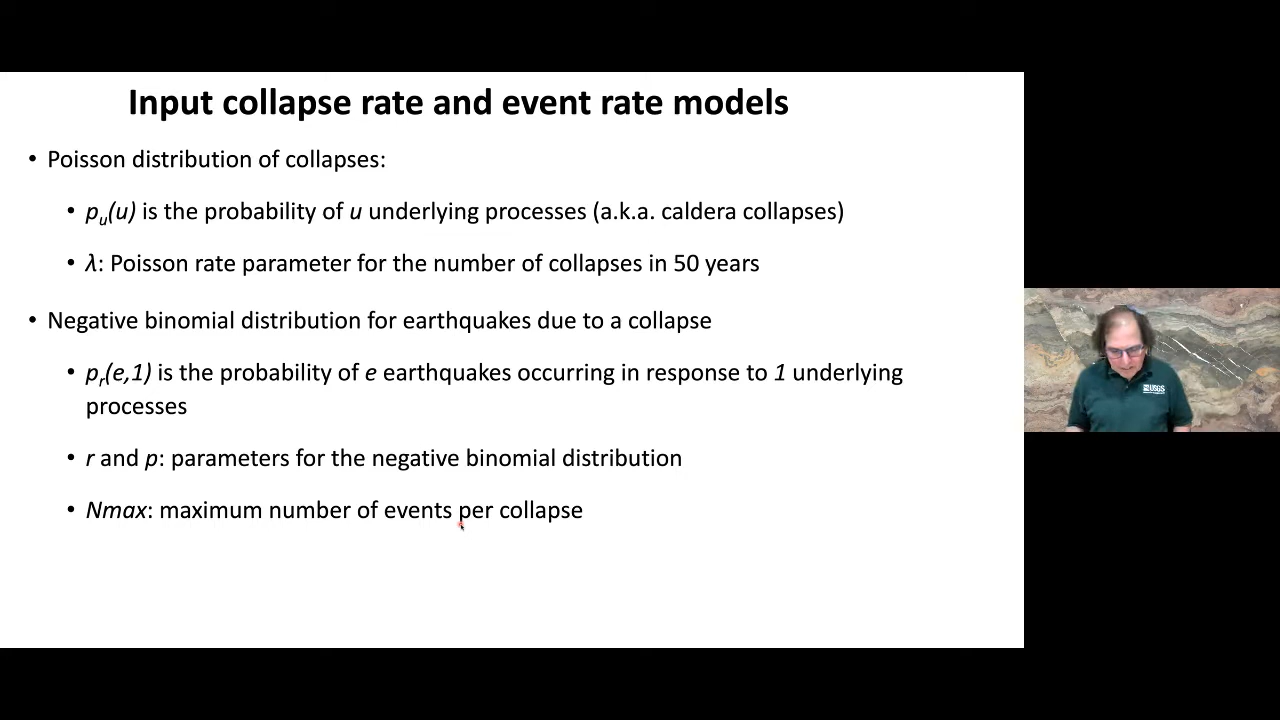 Input collapse rate and event rate models
• Poisson distribution of collapses:
• pu(u) is the probability of u underlying processes (a.k.a. caldera collapses)
• λ: Poisson rate parameter for the number of collapses in 50 years
• Negative binomial distribution for earthquakes due to a collapse
• pr(e,1) is the probability of e earthquakes occurring in response to 1 underlying
processes
• r and p: parameters for the negative binomial distribution
• Nmax: maximum number of events per collapse
USGS